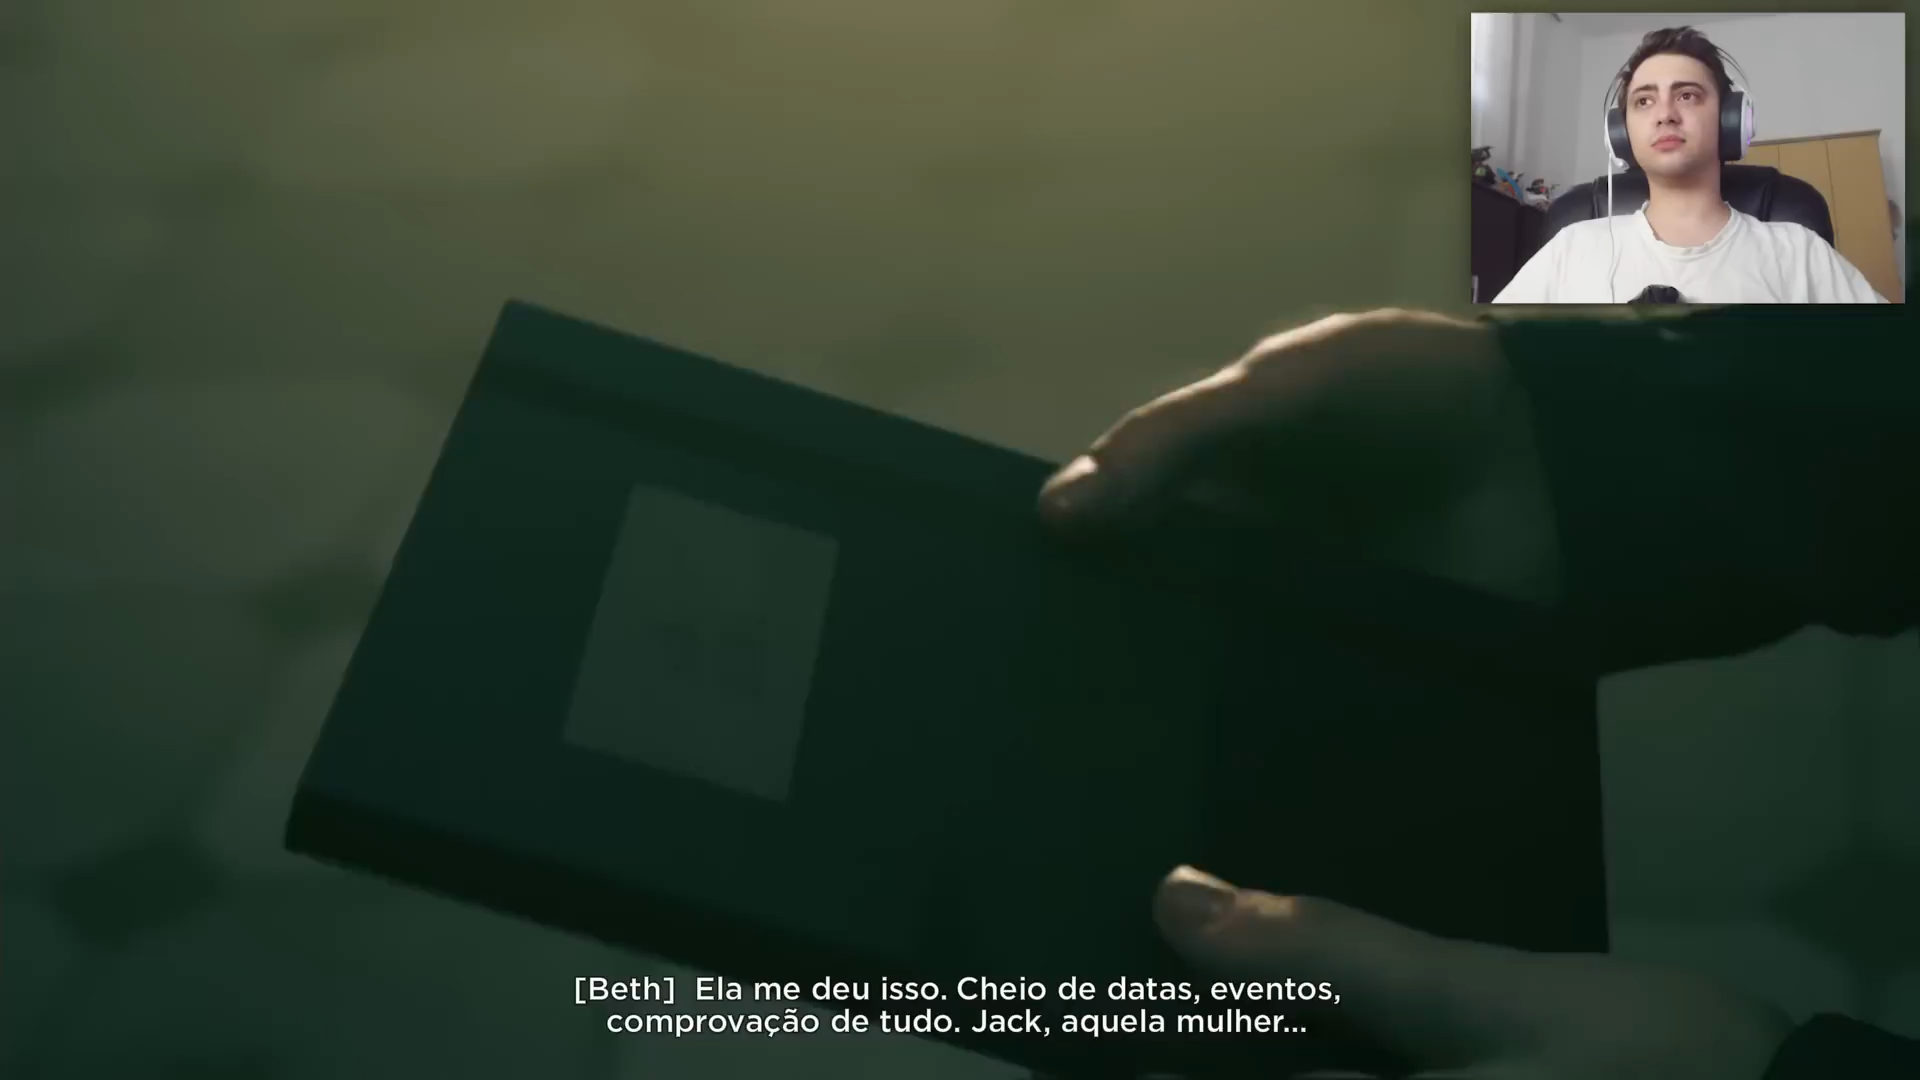 [Beth] Ela me deu isso. Cheio de datas, eventos,
comprovação de tudo. Jack, aquela mulher...